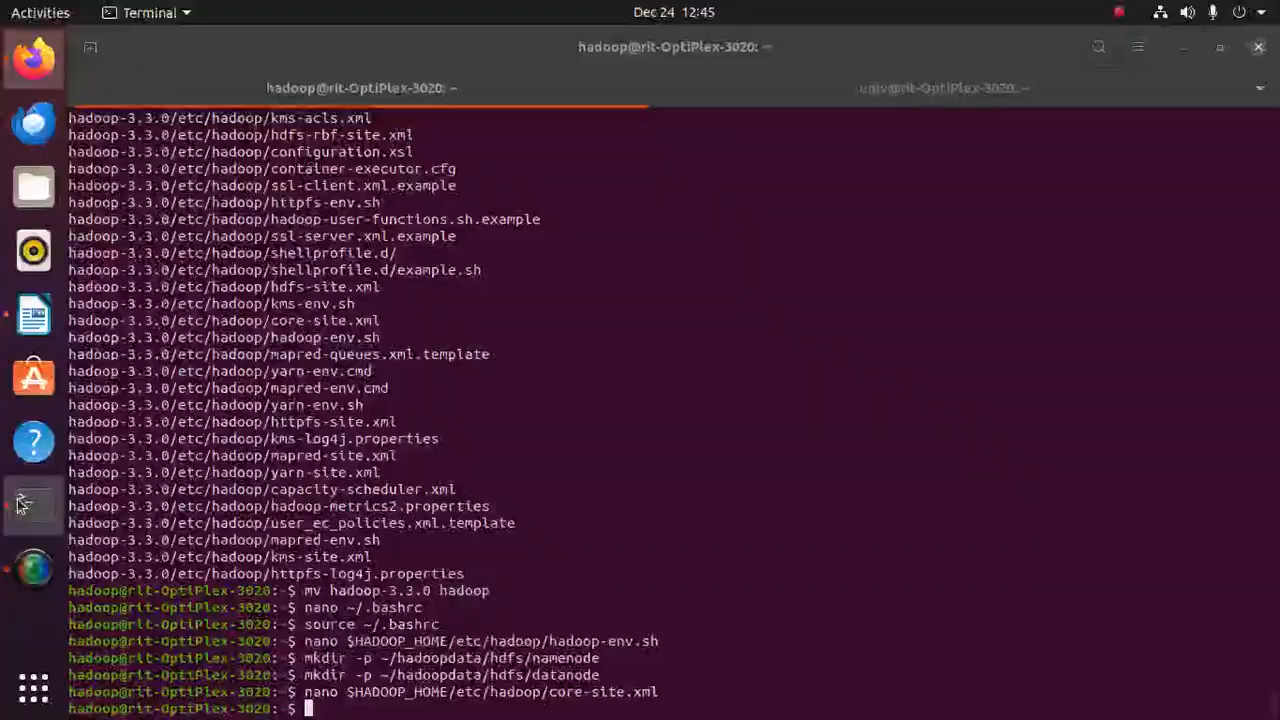 Activities
Terminal
Dec 24 12:45
hadoop@rit-OptiPlex-3020: ~
hadoop@rit-OptiPlex-3020: ~
univ@rit-OptiPlex-3020: ~
hadoop-3.3.0/etc/hadoop/kms-acls.xml
hadoop-3.3.0/etc/hadoop/hdfs-rbf-site.xml
hadoop-3.3.0/etc/hadoop/configuration.xsl
hadoop-3.3.0/etc/hadoop/container-executor.cfg
hadoop-3.3.0/etc/hadoop/ssl-client.xml.example
hadoop-3.3.0/etc/hadoop/httpfs-env.sh
hadoop-3.3.0/etc/hadoop/hadoop-user-functions.sh.example
hadoop-3.3.0/etc/hadoop/ssl-server.xml.example
hadoop-3.3.0/etc/hadoop/shellprofile.d/
hadoop-3.3.0/etc/hadoop/shellprofile.d/example.sh
hadoop-3.3.0/etc/hadoop/hdfs-site.xml
hadoop-3.3.0/etc/hadoop/kms-env.sh
hadoop-3.3.0/etc/hadoop/core-site.xml
hadoop-3.3.0/etc/hadoop/hadoop-env.sh
hadoop-3.3.0/etc/hadoop/mapred-queues.xml.template
hadoop-3.3.0/etc/hadoop/yarn-env.cmd
hadoop-3.3.0/etc/hadoop/mapred-env.cmd
hadoop-3.3.0/etc/hadoop/yarn-env.sh
hadoop-3.3.0/etc/hadoop/httpfs-site.xml
hadoop-3.3.0/etc/hadoop/kms-log4j.properties
hadoop-3.3.0/etc/hadoop/mapred-site.xml
hadoop-3.3.0/etc/hadoop/yarn-site.xml
hadoop-3.3.0/etc/hadoop/capacity-scheduler.xml
hadoop-3.3.0/etc/hadoop/hadoop-metrics2.properties
hadoop-3.3.0/etc/hadoop/user_ec_policies.xml.template
hadoop-3.3.0/etc/hadoop/mapred-env.sh
hadoop-3.3.0/etc/hadoop/kms-site.xml
hadoop-3.3.0/etc/hadoop/httpfs-log4j.properties
hadoop@rit-OptiPlex-3020:~$ mv hadoop-3.3.0 hadoop
hadoop@rit-OptiPlex-3020:~$ nano ~/.bashrc
hadoop@rit-OptiPlex-3020:~$ source ~/.bashrc
hadoop@rit-OptiPlex-3020:~$ nano $HADOOP_HOME/etc/hadoop/hadoop-env.sh
hadoop@rit-OptiPlex-3020:~$ mkdir -p ~/hadoopdata/hdfs/namenode
hadoop@rit-OptiPlex-3020:~$ mkdir -p ~/hadoopdata/hdfs/datanode
hadoop@rit-OptiPlex-3020:~$ nano $HADOOP_HOME/etc/hadoop/core-site.xml
hadoop@rit-OptiPlex-3020:~$